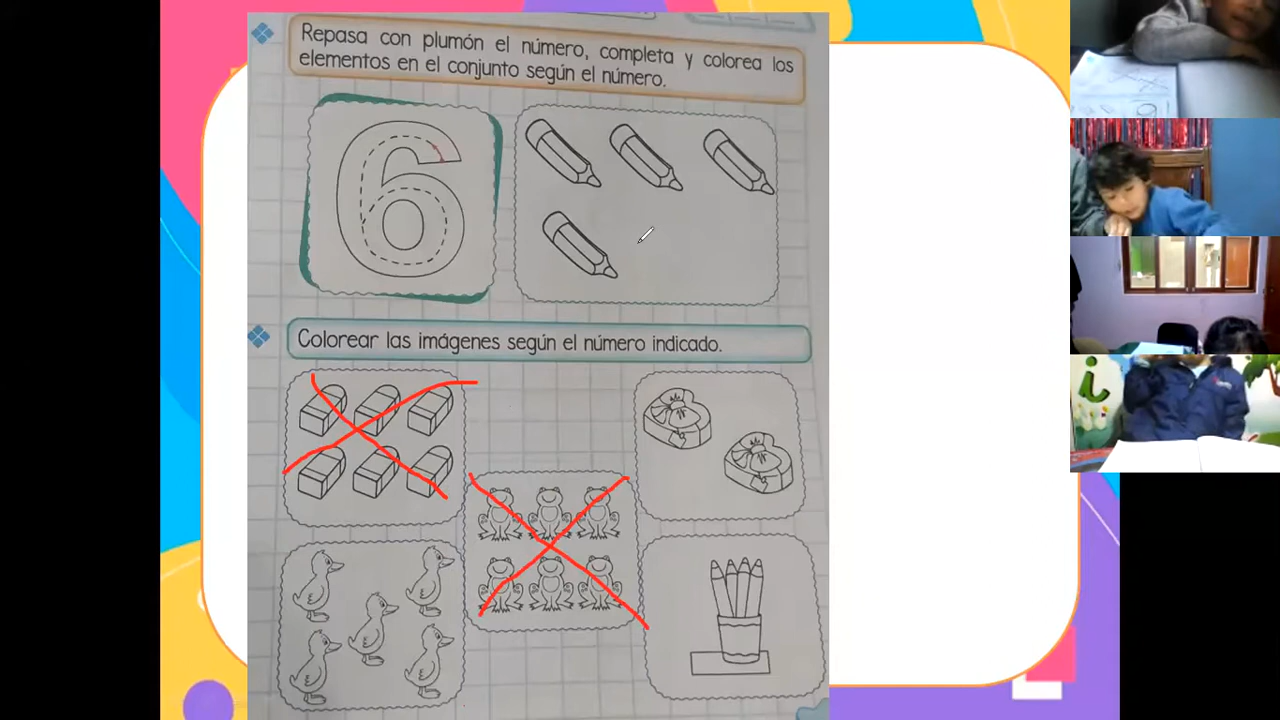 Repasa con plumón el número, completa y colorea los
elementos en el conjunto según el número.
6
Colorear las imágenes según el número indicado.
i